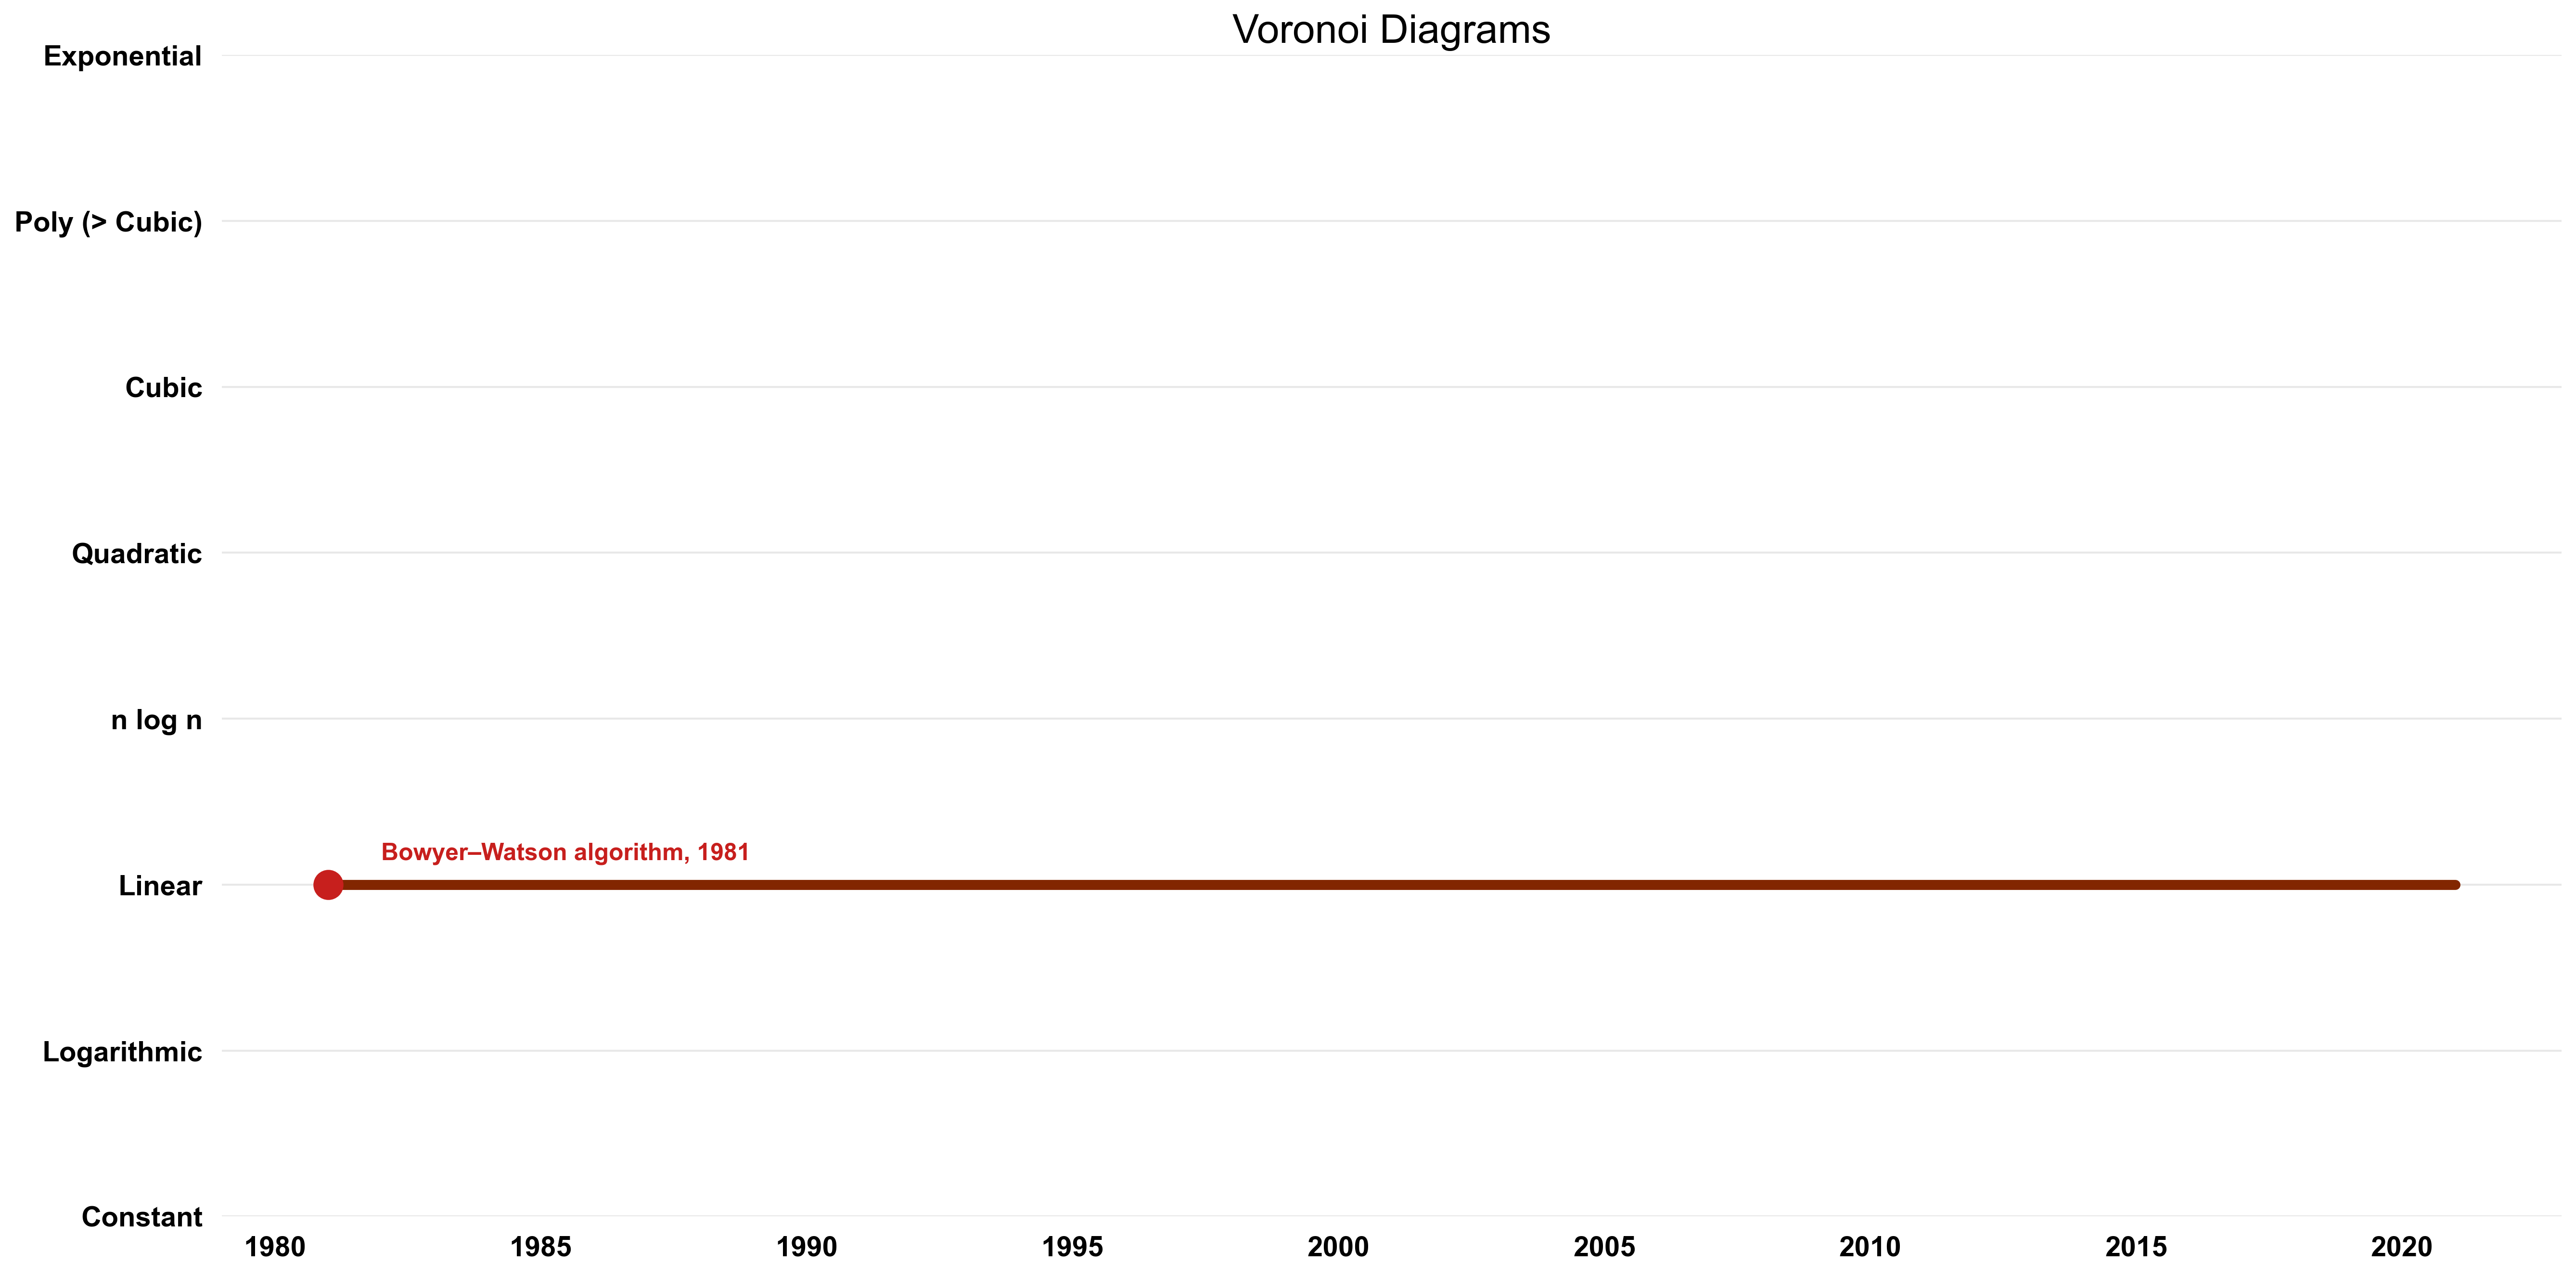 Voronoi Diagrams
Exponential
Poly (> Cubic)
Cubic
Quadratic
n log n
Bowyer–Watson algorithm, 1981
Linear
Logarithmic
Constant
1980 1985 1990 1995 2000 2005 2010 2015 2020